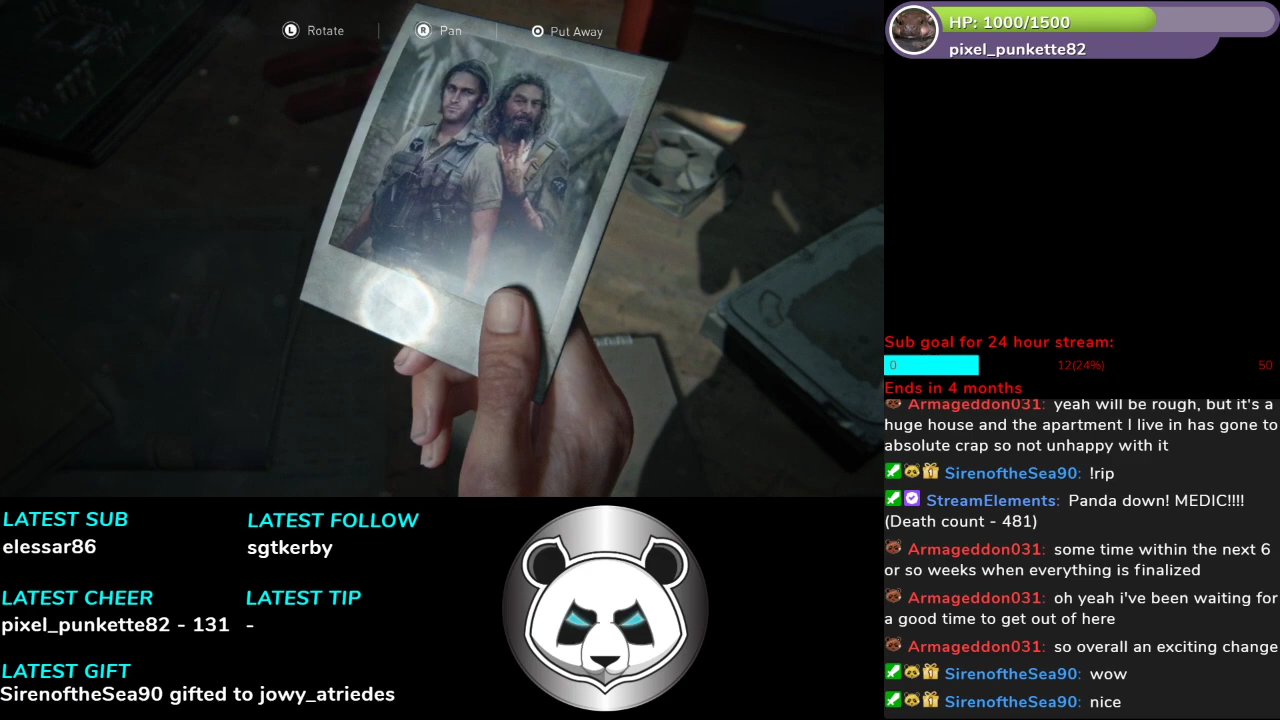 L Rotate
R Pan
Put Away
HP: 1000/1500
pixel_punkette82
Sub goal for 24 hour stream:
0 12(24%) 50
Ends in 4 months
Armageddon031: yeah will be rough, but it's a
huge house and the apartment I live in has gone to
absolute crap so not unhappy with it
SirenoftheSea90: !rip
StreamElements: Panda down! MEDIC!!!!
(Death count - 481)
Armageddon031: some time within the next 6
or so weeks when everything is finalized
Armageddon031: oh yeah i've been waiting for
a good time to get out of here
Armageddon031: so overall an exciting change
SirenoftheSea90: wow
SirenoftheSea90: nice
LATEST SUB
elessar86
LATEST FOLLOW
sgtkerby
LATEST CHEER
pixel_punkette82 - 131
LATEST TIP
-
LATEST GIFT
SirenoftheSea90 gifted to jowy_atriedes